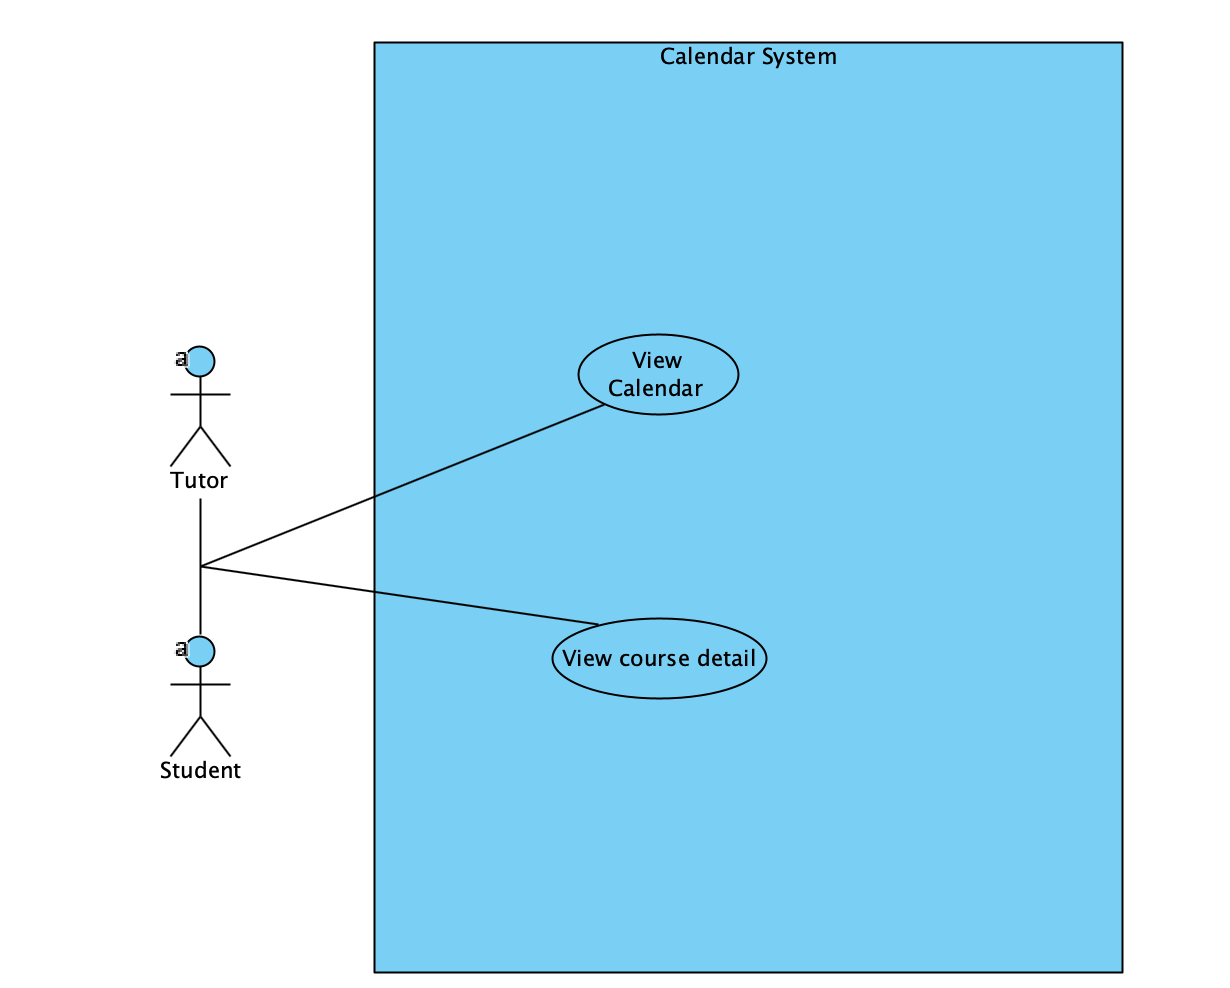 Calendar System
View
Calendar
a
Tutor
View course detail
a
Student